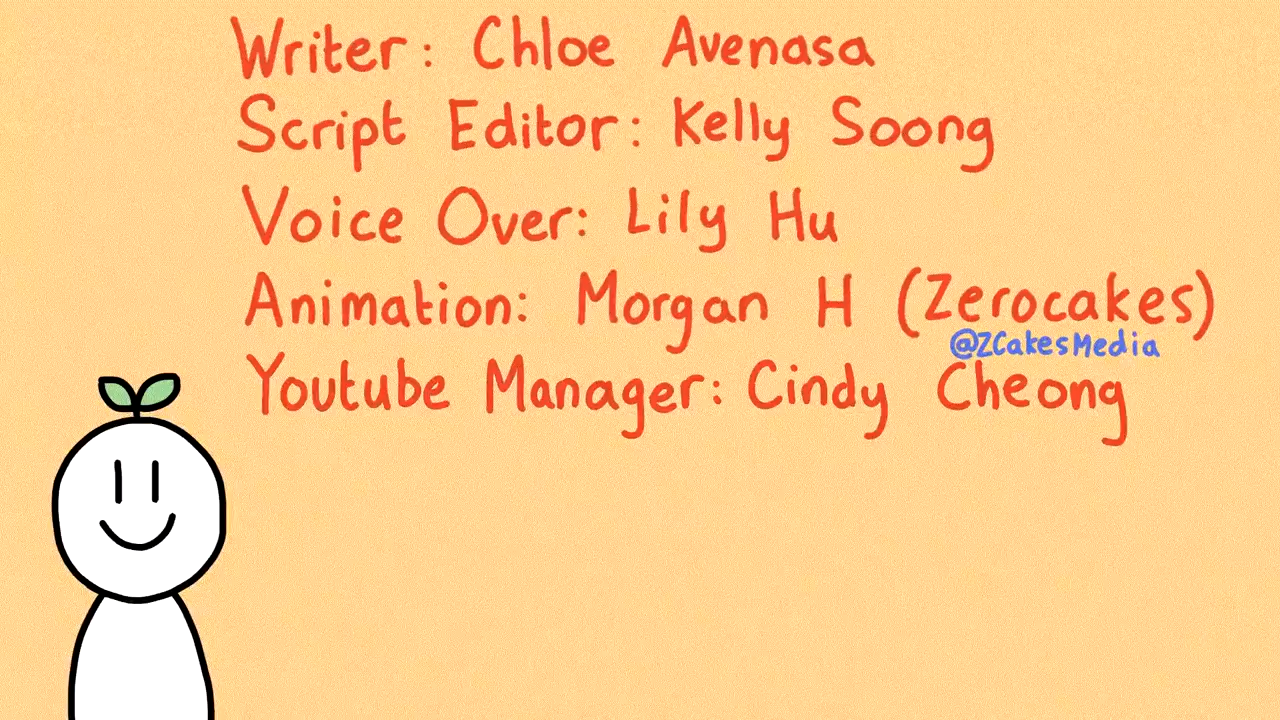 Writer: Chloe Avenasa
Script Editor: Kelly Soong
Voice Over: Lily Hu
Animation: Morgan H (Zerocakes)
@ZCakesMedia
Youtube Manager: Cindy Cheong